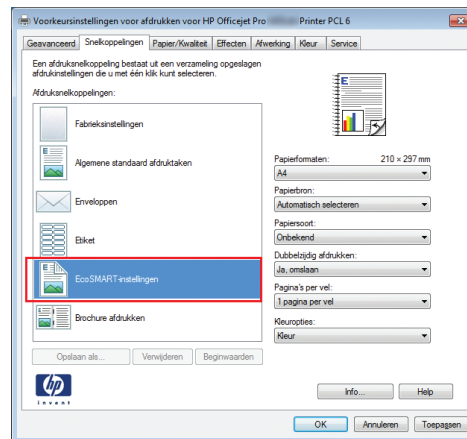 Voorkeursinstellingen voor afdrukken voor HP Officejet Pro Printer PCL 6
Geavanceerd Snelkoppelingen Papier/Kwaliteit Effecten Afwerking Kleur Service
Een afdruksnelkoppeling bestaat uit een verzameling opgeslagen
afdrukinstellingen die u met één klik kunt selecteren.
Afdruksnelkoppelingen:
Fabrieksinstellingen
Algemene standaard afdruktaken
Enveloppen
Etiket
EcoSMART-instellingen
Brochure afdrukken
Opslaan als... Verwijderen Beginwaarden
Papierformaten: 210 × 297 mm
A4
Papierbron:
Automatisch selecteren
Papiersoort:
Onbekend
Dubbelzijdig afdrukken:
Ja, omslaan
Pagina's per vel:
1 pagina per vel
Kleuropties:
Kleur
hp
invent
Info... Help
OK Annuleren Toepassen